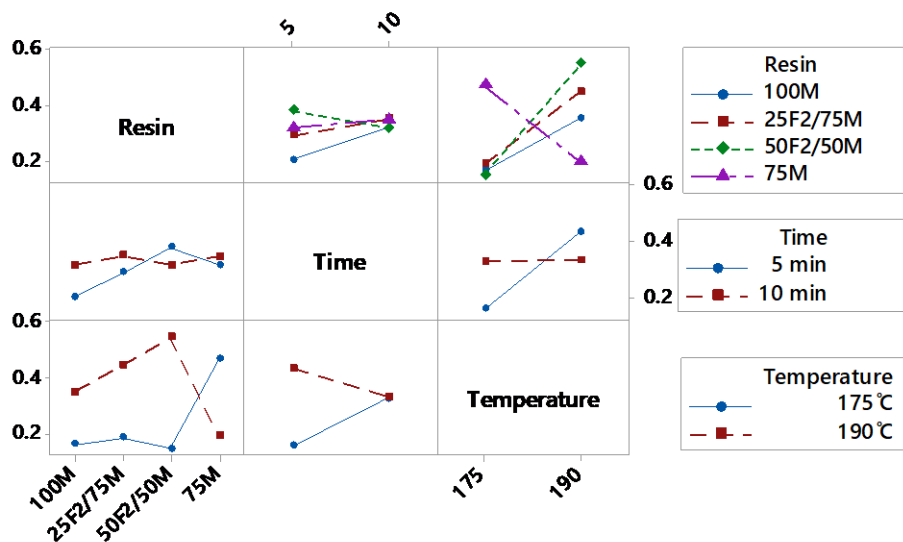 5 10
0.6
0.4
0.2
Resin
Resin
100M
25F2/75M
50F2/50M
75M
0.6
0.4
0.2
Time
Time
5 min
10 min
0.6
0.4
0.2
Temperature
Temperature
175°C
190°C
100M
25F2/75M
50F2/50M
75M
175
190